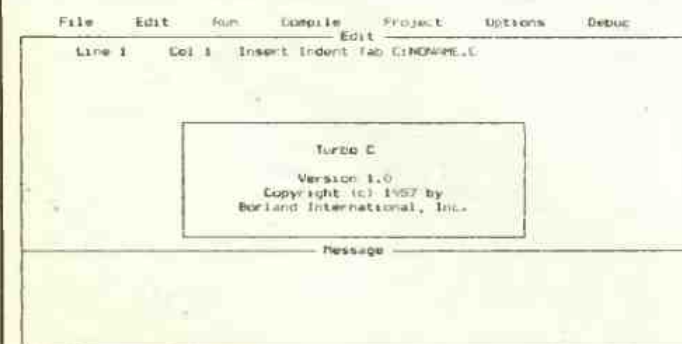 File Edit Run Compile Project Options Debug
Edit
Line 1 Col 1 Insert Indent Tab C:NONAME.C
Turbo C
Version 1.0
Copyright (c) 1987 by
Borland International, Inc.
Message